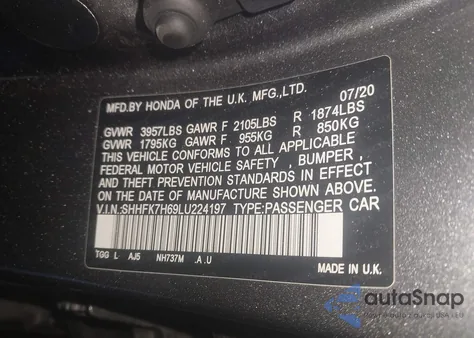 MFD.BY HONDA OF THE U.K. MFG.,LTD. 07/20
GVWR 3957LBS GAWR F 2105LBS R 1874LBS
GVWR 1795KG GAWR F 955KG R 850KG
THIS VEHICLE CONFORMS TO ALL APPLICABLE
FEDERAL MOTOR VEHICLE SAFETY , BUMPER ,
AND THEFT PREVENTION STANDARDS IN EFFECT
ON THE DATE OF MANUFACTURE SHOWN ABOVE.
V.I.N:SHHFK7H69LU224197 TYPE:PASSENGER CAR
TGG L AJ5 NH737M .A.U
MADE IN U.K.
autaSnap